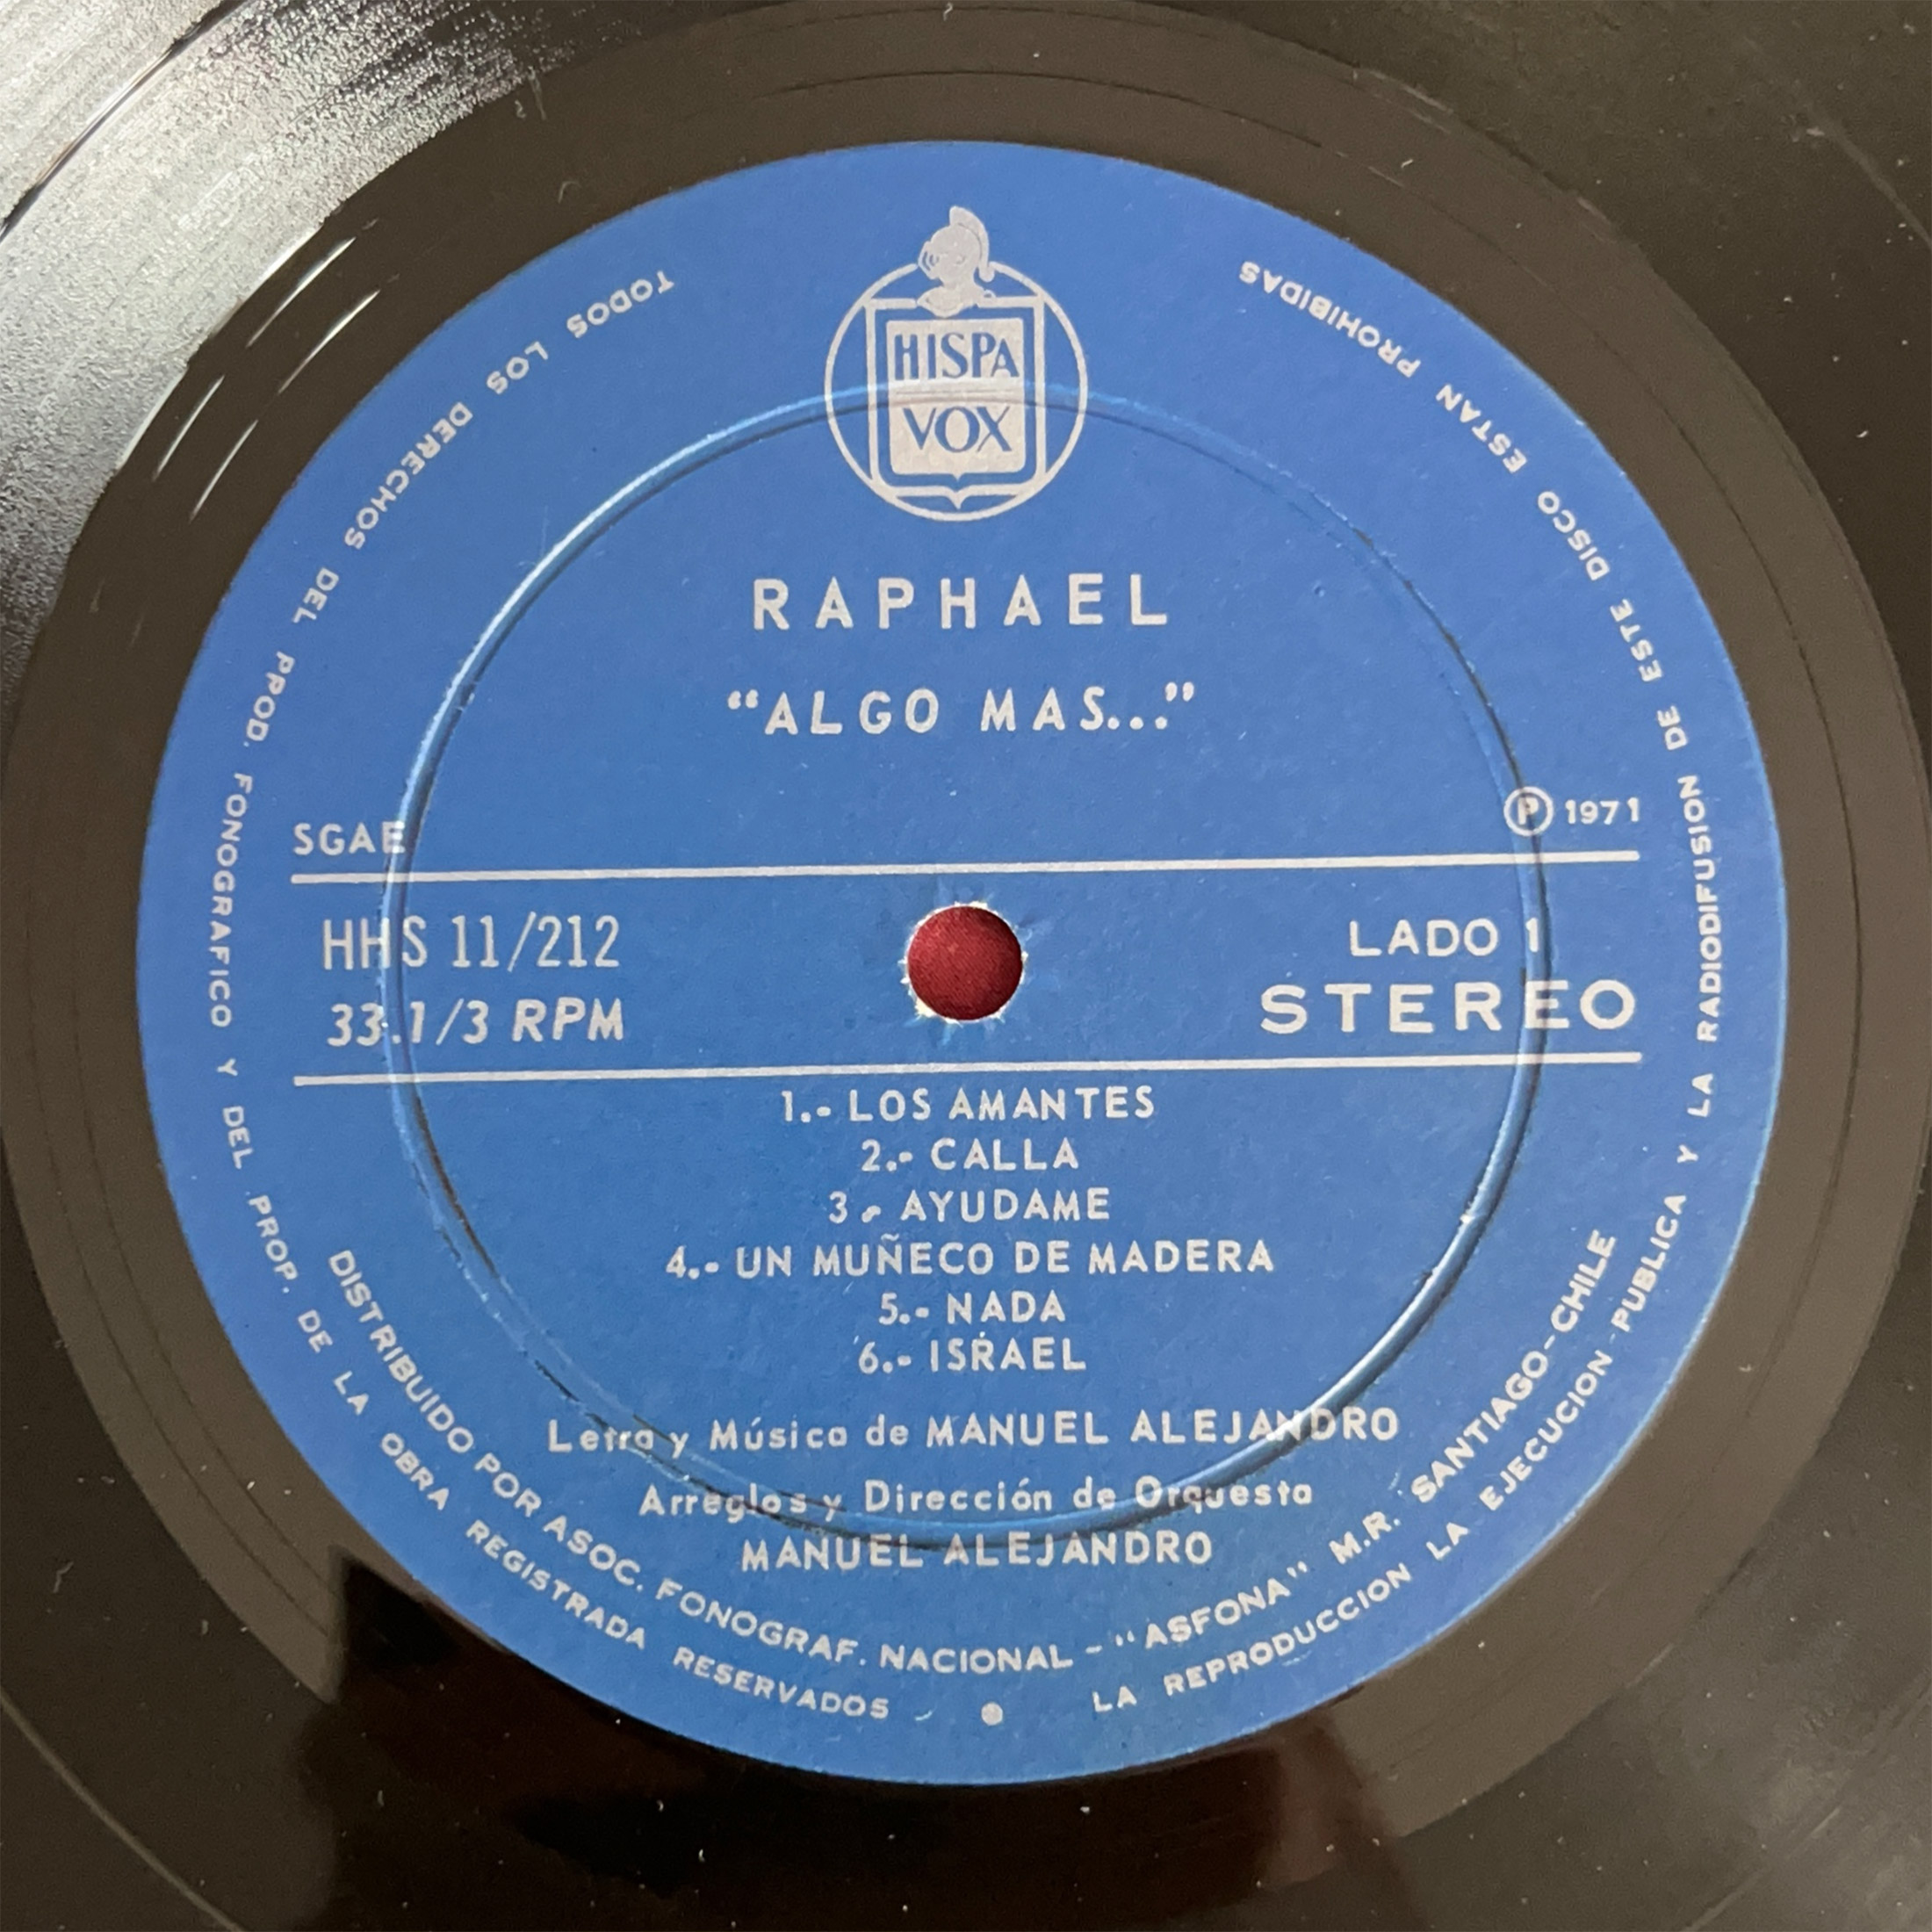 HISPA
VOX
RAPHAEL
"ALGO MAS..."
SGAE
Ⓟ 1971
HHS 11/212
33.1/3 RPM
LADO 1
STEREO
1.- LOS AMANTES
2.- CALLA
3.- AYUDAME
4.- UN MUÑECO DE MADERA
5.- NADA
6.- ISRAEL
Letra y Música de MANUEL ALEJANDRO
Arreglos y Dirección de Orquesta
MANUEL ALEJANDRO
DISTRIBUIDO POR ASOC. FONOGRAF. NACIONAL - "ASFONA" M.R. SANTIAGO-CHILE
TODOS LOS DERECHOS DEL PPOD. FONOGRAFICO Y DEL PROP. DE LA OBRA REGISTRADA RESERVADOS • LA REPRODUCCION LA EJECUCION PUBLICA Y LA RADIODIFUSION DE ESTE DISCO ESTAN PROHIBIDAS